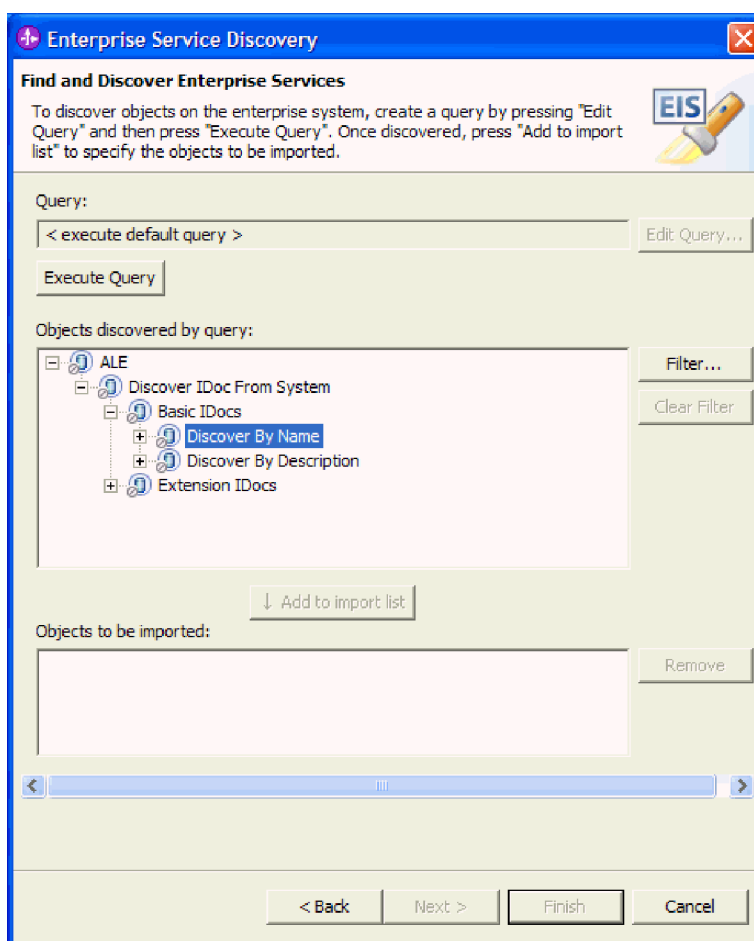 Enterprise Service Discovery
Find and Discover Enterprise Services
To discover objects on the enterprise system, create a query by pressing "Edit
Query" and then press "Execute Query". Once discovered, press "Add to import
list" to specify the objects to be imported.
EIS
Query:
< execute default query >
Edit Query...
Execute Query
Objects discovered by query:
ALE
Discover IDoc From System
Basic IDocs
Discover By Name
Discover By Description
Extension IDocs
Filter...
Clear Filter
↓ Add to import list
Objects to be imported:
Remove
< Back
Next >
Finish
Cancel